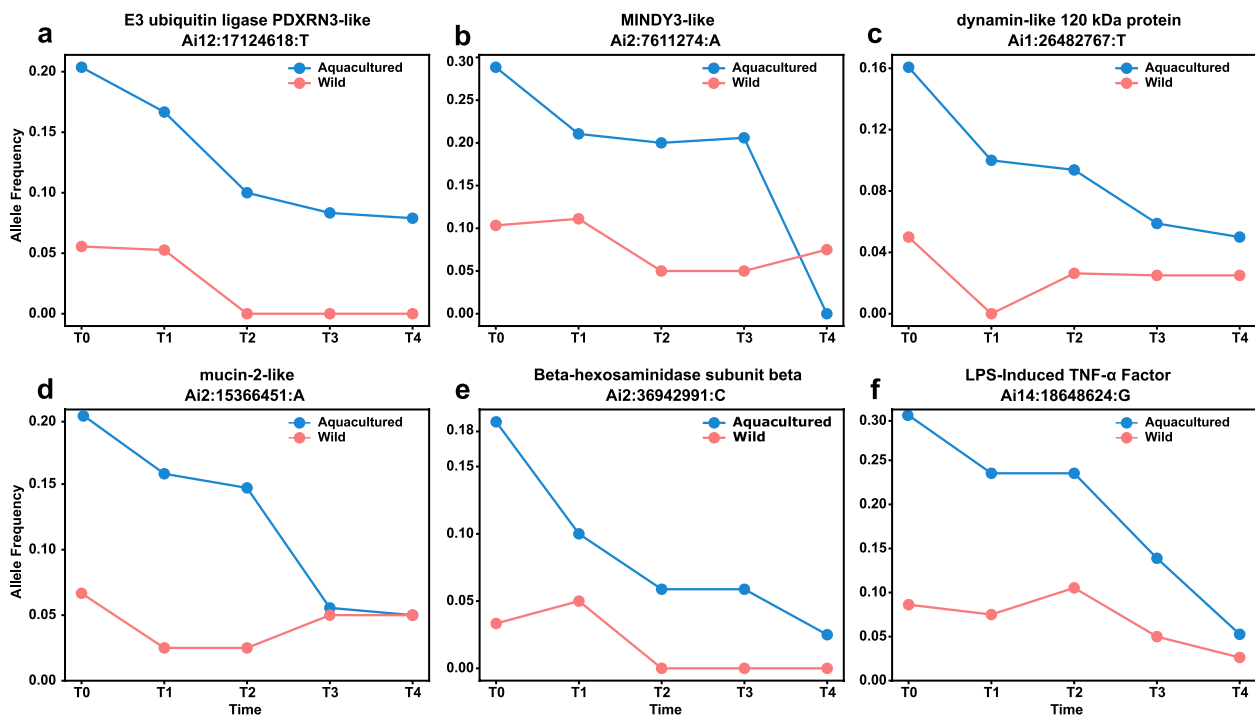 a
E3 ubiquitin ligase PDXRN3-like
Ai12:17124618:T
Aquacultured
Wild
Allele Frequency
0.20
0.15
0.10
0.05
0.00
T0 T1 T2 T3 T4
b
MINDY3-like
Ai2:7611274:A
Aquacultured
Wild
0.30
0.25
0.20
0.15
0.10
0.05
0.00
T0 T1 T2 T3 T4
c
dynamin-like 120 kDa protein
Ai1:26482767:T
Aquacultured
Wild
0.16
0.12
0.08
0.04
0.00
T0 T1 T2 T3 T4
d
mucin-2-like
Ai2:15366451:A
Aquacultured
Wild
Allele Frequency
0.20
0.15
0.10
0.05
0.00
T0 T1 T2 T3 T4
Time
e
Beta-hexosaminidase subunit beta
Ai2:36942991:C
Aquacultured
Wild
0.18
0.15
0.10
0.05
0.00
T0 T1 T2 T3 T4
Time
f
LPS-Induced TNF-α Factor
Ai14:18648624:G
Aquacultured
Wild
0.30
0.25
0.20
0.15
0.10
0.05
0.00
T0 T1 T2 T3 T4
Time